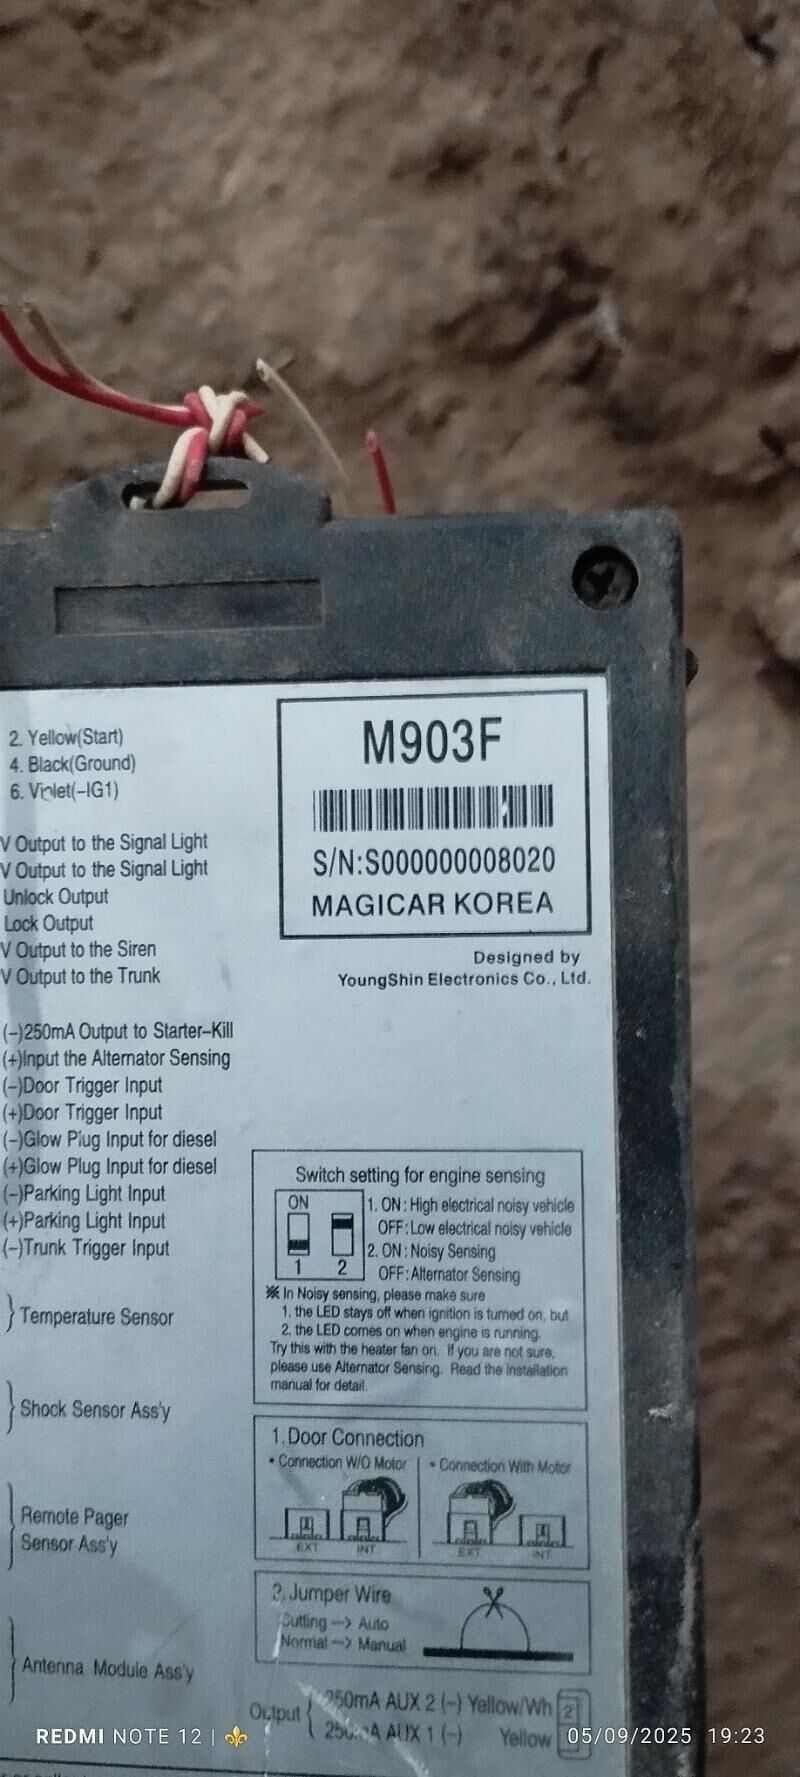 2. Yellow(Start)
4. Black(Ground)
6. Violet(-IG1)
V Output to the Signal Light
V Output to the Signal Light
Unlock Output
Lock Output
V Output to the Siren
V Output to the Trunk
(-)250mA Output to Starter-Kill
(+)Input the Alternator Sensing
(-)Door Trigger Input
(+)Door Trigger Input
(-)Glow Plug Input for diesel
(+)Glow Plug Input for diesel
(-)Parking Light Input
(+)Parking Light Input
(-)Trunk Trigger Input
Temperature Sensor
Shock Sensor Ass'y
Remote Pager
Sensor Ass'y
Antenna Module Ass'y
M903F
S/N:S000000008020
MAGICAR KOREA
Designed by
YoungShin Electronics Co., Ltd.
Switch setting for engine sensing
ON
1 2
1. ON : High electrical noisy vehicle
OFF: Low electrical noisy vehicle
2. ON : Noisy Sensing
OFF: Alternator Sensing
※ In Noisy sensing, please make sure
1. the LED stays off when ignition is turned on, but
2. the LED comes on when engine is running.
Try this with the heater fan on. If you are not sure,
please use Alternator Sensing. Read the Installation
manual for detail.
1. Door Connection
• Connection W/O Motor
• Connection With Motor
EXT INT
EXT INT
2. Jumper Wire
Cutting --> Auto
Normal --> Manual
Output
250mA AUX 2 (-) Yellow/Wh 2
250mA AUX 1 (-) Yellow
REDMI NOTE 12 | ⚜
05/09/2025 19:23